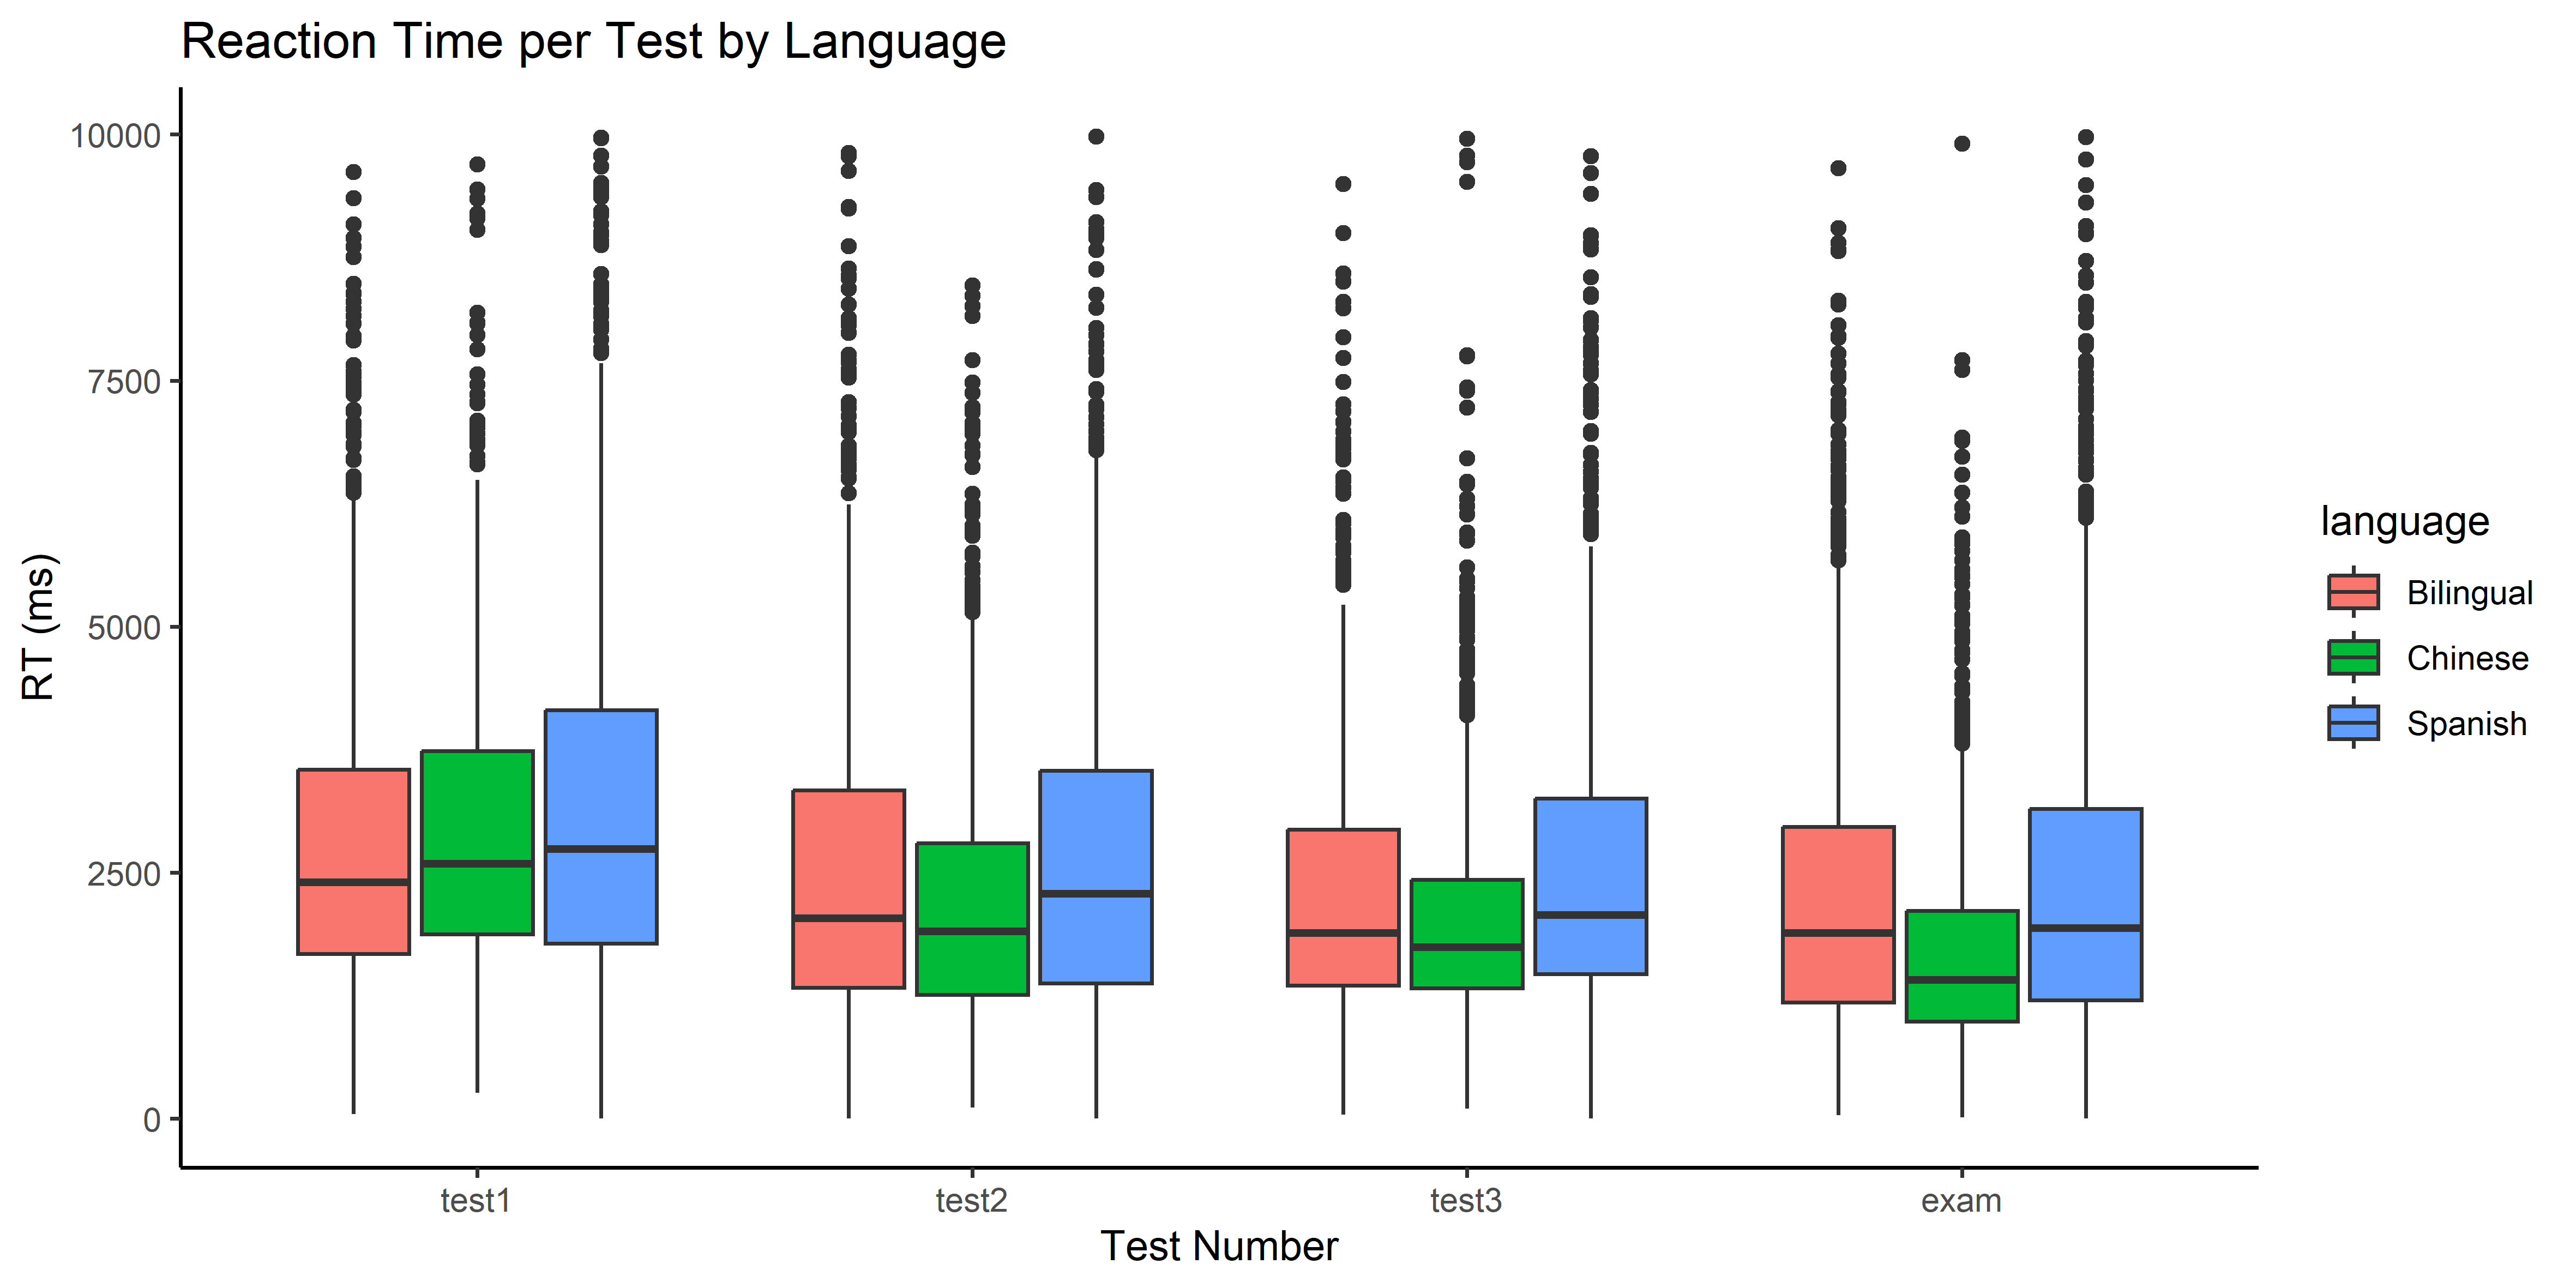 Reaction Time per Test by Language
10000
7500
5000
2500
0
RT (ms)
test1
test2
test3
exam
Test Number
language
Bilingual
Chinese
Spanish